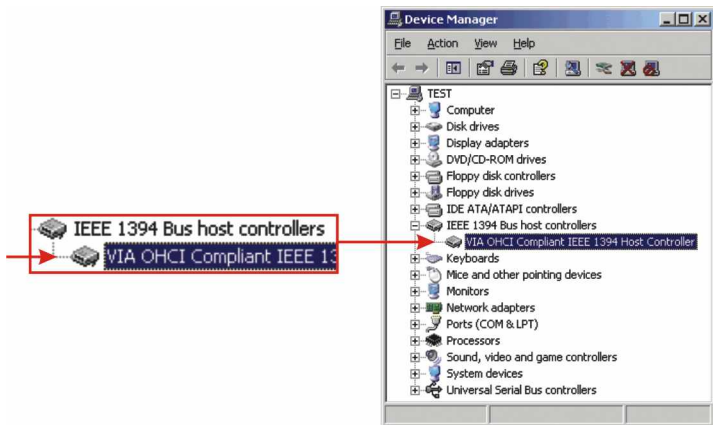 Device Manager
File Action View Help
TEST
Computer
Disk drives
Display adapters
DVD/CD-ROM drives
Floppy disk controllers
Floppy disk drives
IDE ATA/ATAPI controllers
IEEE 1394 Bus host controllers
VIA OHCI Compliant IEEE 1394 Host Controller
Keyboards
Mice and other pointing devices
Monitors
Network adapters
Ports (COM & LPT)
Processors
Sound, video and game controllers
System devices
Universal Serial Bus controllers
IEEE 1394 Bus host controllers
VIA OHCI Compliant IEEE 13